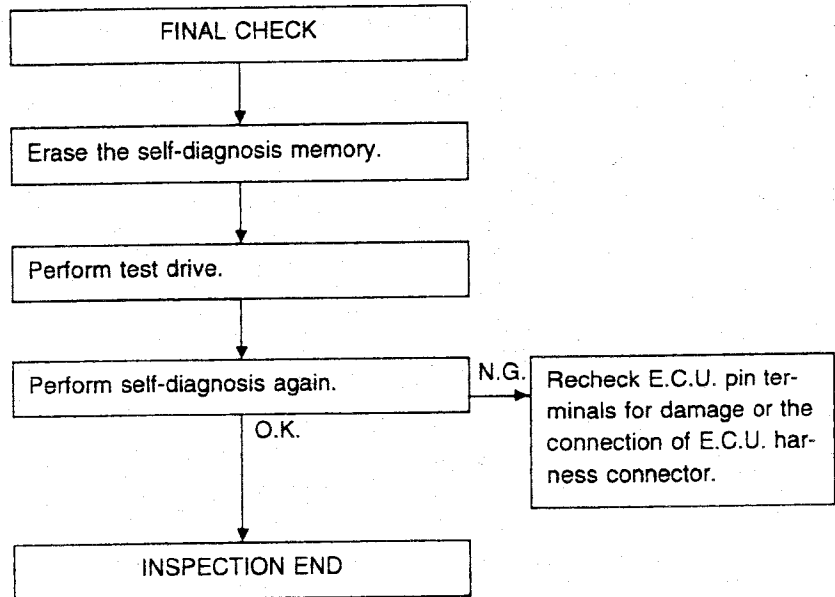 FINAL CHECK
Erase the self-diagnosis memory.
Perform test drive.
Perform self-diagnosis again.
N.G.
Recheck E.C.U. pin ter-
minals for damage or the
connection of E.C.U. har-
ness connector.
O.K.
INSPECTION END